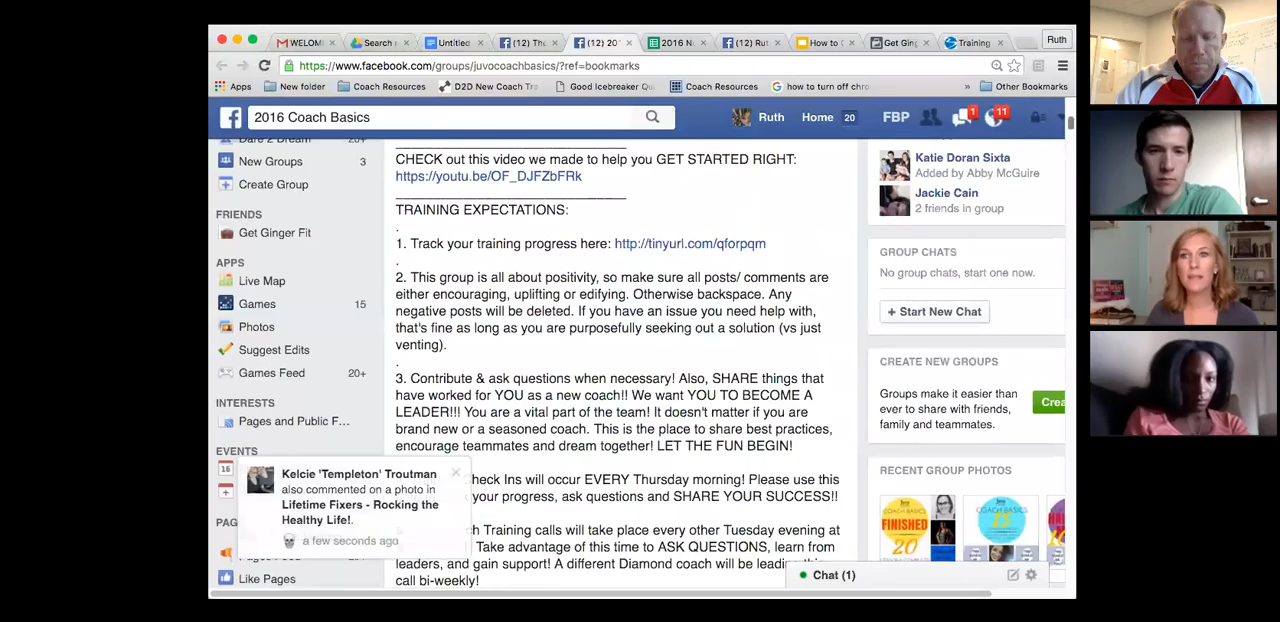 WELOM
Search
Untitled
(12) Th
(12) 20
2016 N
(12) Rut
How to
Get Gin
Training
Ruth
https://www.facebook.com/groups/juvocoachbasics/?ref=bookmarks
Apps
New folder
Coach Resources
D2D New Coach Tra
Good Icebreaker Qu
Coach Resources
how to turn off chro
»
Other Bookmarks
2016 Coach Basics
Ruth
Home 20
FBP
1
11
Dare 2 Dream 20+
New Groups 3
Create Group
FRIENDS
Get Ginger Fit
APPS
Live Map
Games 15
Photos
Suggest Edits
Games Feed 20+
INTERESTS
Pages and Public F...
EVENTS
16
PAG
Like Pages
Kelcie 'Templeton' Troutman
also commented on a photo in
Lifetime Fixers - Rocking the
Healthy Life!.
a few seconds ago
CHECK out this video we made to help you GET STARTED RIGHT:
https://youtu.be/OF_DJFZbFRk
TRAINING EXPECTATIONS:
.
1. Track your training progress here: http://tinyurl.com/qforpqm
.
2. This group is all about positivity, so make sure all posts/ comments are
either encouraging, uplifting or edifying. Otherwise backspace. Any
negative posts will be deleted. If you have an issue you need help with,
that's fine as long as you are purposefully seeking out a solution (vs just
venting).
.
3. Contribute & ask questions when necessary! Also, SHARE things that
have worked for YOU as a new coach!! We want YOU TO BECOME A
LEADER!!! You are a vital part of the team! It doesn't matter if you are
brand new or a seasoned coach. This is the place to share best practices,
encourage teammates and dream together! LET THE FUN BEGIN!
heck Ins will occur EVERY Thursday morning! Please use this
your progress, ask questions and SHARE YOUR SUCCESS!!
ch Training calls will take place every other Tuesday evening at
Take advantage of this time to ASK QUESTIONS, learn from
leaders, and gain support! A different Diamond coach will be leading
call bi-weekly!
Katie Doran Sixta
Added by Abby McGuire
Jackie Cain
2 friends in group
GROUP CHATS
No group chats, start one now.
+ Start New Chat
CREATE NEW GROUPS
Groups make it easier than
ever to share with friends,
family and teammates.
Crea
RECENT GROUP PHOTOS
COACH BASICS
FINISHED
20
COACH BASICS
Chat (1)